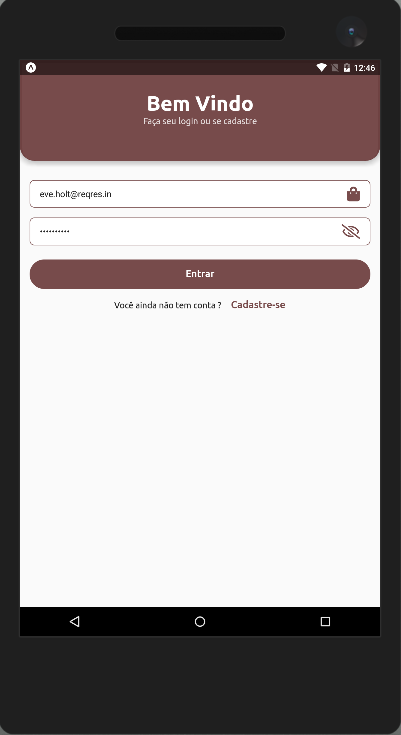 12:46
Bem Vindo
Faça seu login ou se cadastre
eve.holt@reqres.in
••••••••••
Entrar
Você ainda não tem conta ? Cadastre-se